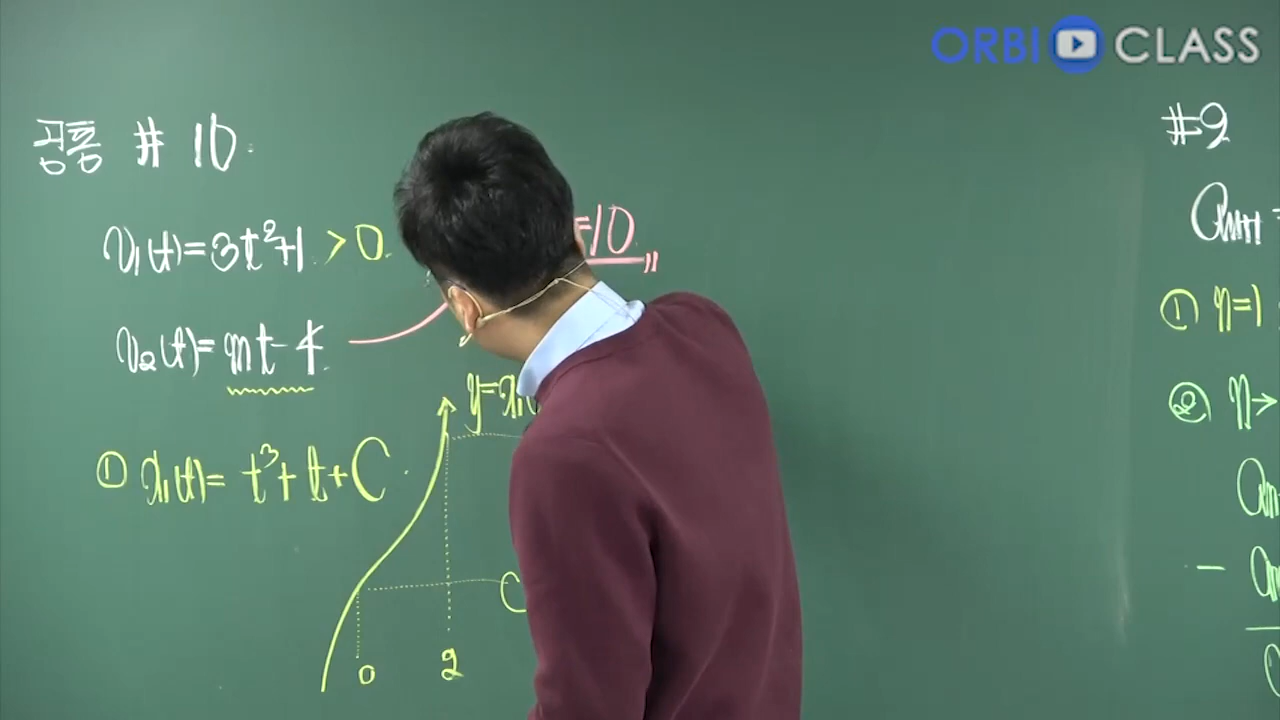 ORBI CLASS
공통 # 10.
v₁(t)=3t²+1 > 0.
=10
v₂(t)= mt-4.
① x₁(t)= t³+t+C.
y=x₁(
C
0
2
#9
① n=1
② n→